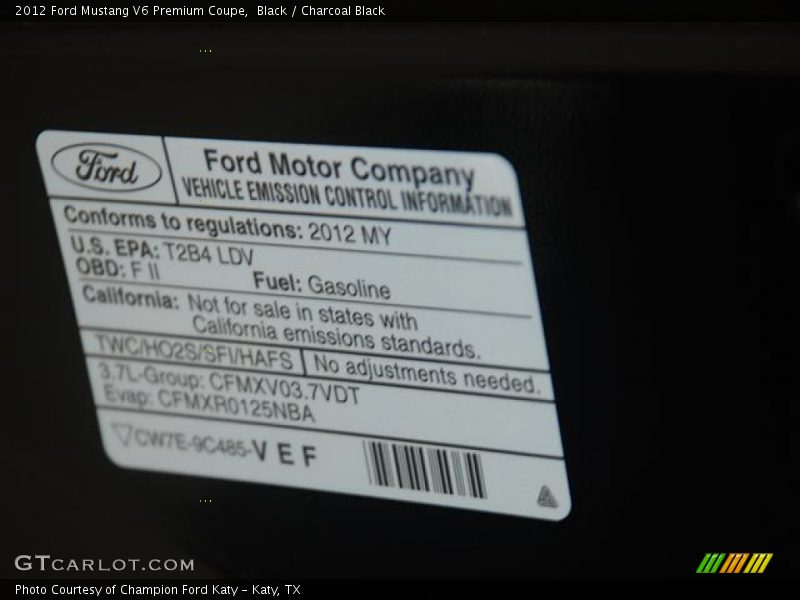 2012 Ford Mustang V6 Premium Coupe,  Black / Charcoal Black
Ford
Ford Motor Company
VEHICLE EMISSION CONTROL INFORMATION
Conforms to regulations: 2012 MY
U.S. EPA: T2B4 LDV
OBD: F II
Fuel: Gasoline
California: Not for sale in states with
California emissions standards.
TWC/HO2S/SFI/HAFS
No adjustments needed.
3.7L-Group: CFMXV03.7VDT
Evap: CFMXR0125NBA
CW7E-9C485-V E F
GTCARLOT.COM
Photo Courtesy of Champion Ford Katy - Katy, TX